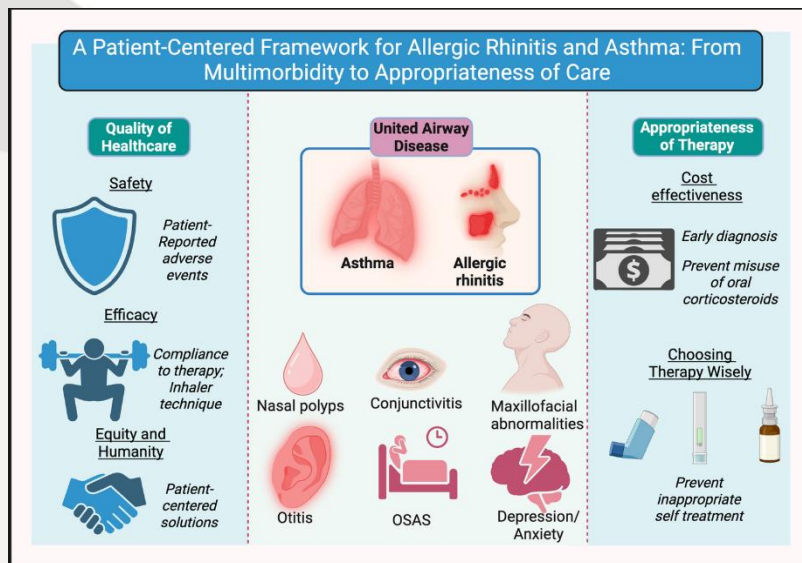 A Patient-Centered Framework for Allergic Rhinitis and Asthma: From
Multimorbidity to Appropriateness of Care
Quality of
Healthcare
Safety
Patient-
Reported
adverse
events
Efficacy
Compliance
to therapy;
Inhaler
technique
Equity and
Humanity
Patient-
centered
solutions
United Airway
Disease
Asthma
Allergic
rhinitis
Nasal polyps
Conjunctivitis
Maxillofacial
abnormalities
Otitis
OSAS
Depression/
Anxiety
Appropriateness
of Therapy
Cost
effectiveness
$
Early diagnosis
Prevent misuse
of oral
corticosteroids
Choosing
Therapy Wisely
Prevent
inappropriate
self treatment